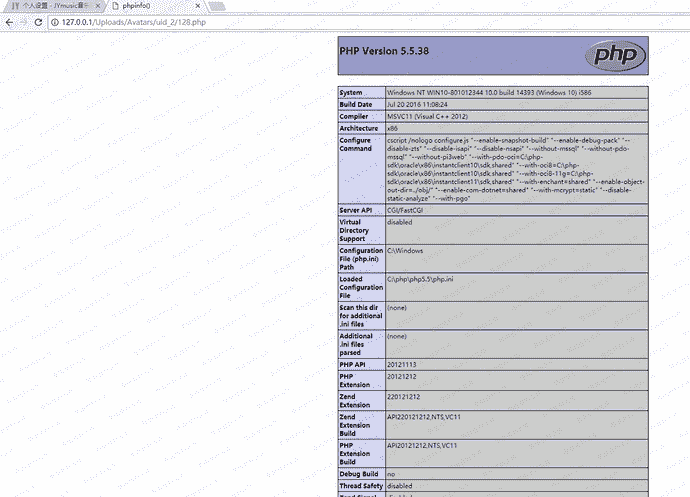 JY 个人设置 - JYmusic音乐
phpinfo()
127.0.0.1/Uploads/Avatars/uid_2/128.php
PHP Version 5.5.38
php
System Windows NT WIN10-801012344 10.0 build 14393 (Windows 10) i586
Build Date Jul 20 2016 11:08:24
Compiler MSVC11 (Visual C++ 2012)
Architecture x86
Configure Command cscript /nologo configure.js "--enable-snapshot-build" "--enable-debug-pack" "--
disable-zts" "--disable-isapi" "--disable-nsapi" "--without-mssql" "--without-pdo-
mssql" "--without-pi3web" "--with-pdo-oci=C:\php-
sdk\oracle\x86\instantclient10\sdk,shared" "--with-oci8=C:\php-
sdk\oracle\x86\instantclient10\sdk,shared" "--with-oci8-11g=C:\php-
sdk\oracle\x86\instantclient11\sdk,shared" "--with-enchant=shared" "--enable-object-
out-dir=../obj/" "--enable-com-dotnet=shared" "--with-mcrypt=static" "--disable-
static-analyze" "--with-pgo"
Server API CGI/FastCGI
Virtual Directory Support disabled
Configuration File (php.ini) Path C:\Windows
Loaded Configuration File C:\php\php5.5\php.ini
Scan this dir for additional .ini files (none)
Additional .ini files parsed (none)
PHP API 20121113
PHP Extension 20121212
Zend Extension 220121212
Zend Extension Build API220121212,NTS,VC11
PHP Extension Build API20121212,NTS,VC11
Debug Build no
Thread Safety disabled